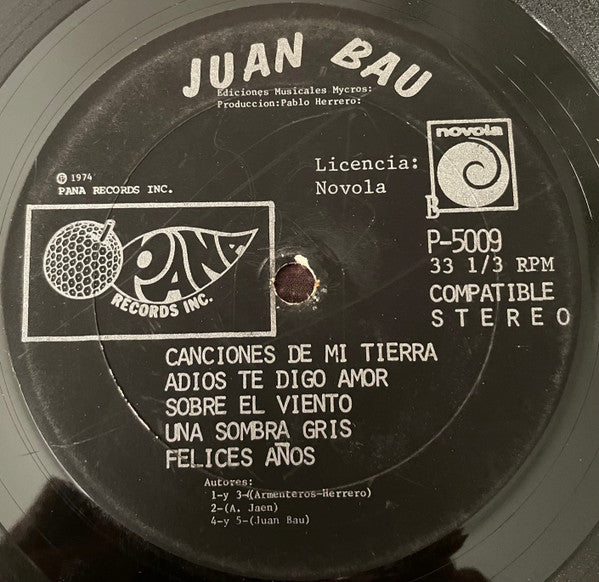 JUAN BAU
Ediciones Musicales Mycros:
Produccion:Pablo Herrero:
℗ 1974
PANA RECORDS INC.
Licencia:
Novola
novola
B
PANA
RECORDS INC.
P-5009
33 1/3 RPM
COMPATIBLE
STEREO
CANCIONES DE MI TIERRA
ADIOS TE DIGO AMOR
SOBRE EL VIENTO
UNA SOMBRA GRIS
FELICES AÑOS
Autores:
1-y 3-((Armenteros-Herrero)
2-(A. Jaen)
4-y 5-(Juan Bau)